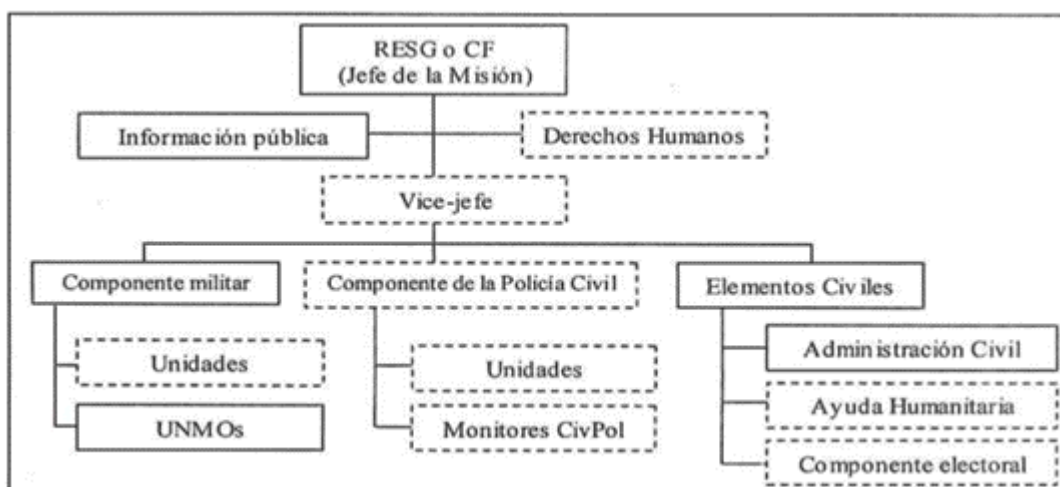 RESG o CF
(Jefe de la Misión)
Información pública
Derechos Humanos
Vice-jefe
Componente militar
Componente de la Policía Civil
Elementos Civiles
Unidades
UNMOs
Unidades
Monitores CivPol
Administración Civil
Ayuda Humanitaria
Componente electoral